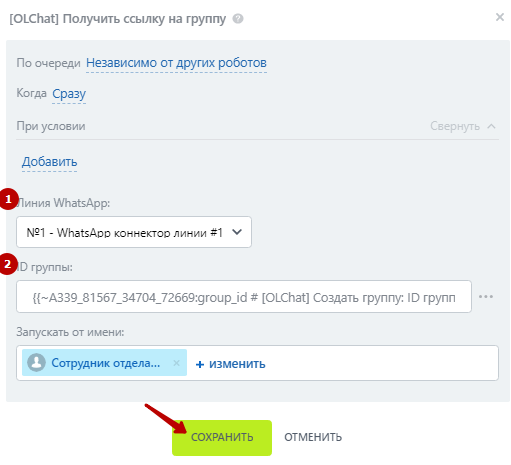 [OLChat] Получить ссылку на группу ?
По очереди Независимо от других роботов
Когда Сразу
При условии Свернуть
Добавить
1
Линия WhatsApp:
№1 - WhatsApp коннектор линии #1
2
ID группы:
{{~A339_81567_34704_72669:group_id # [OLChat] Создать группу: ID групп
Запускать от имени:
Сотрудник отдела... × + изменить
СОХРАНИТЬ ОТМЕНИТЬ